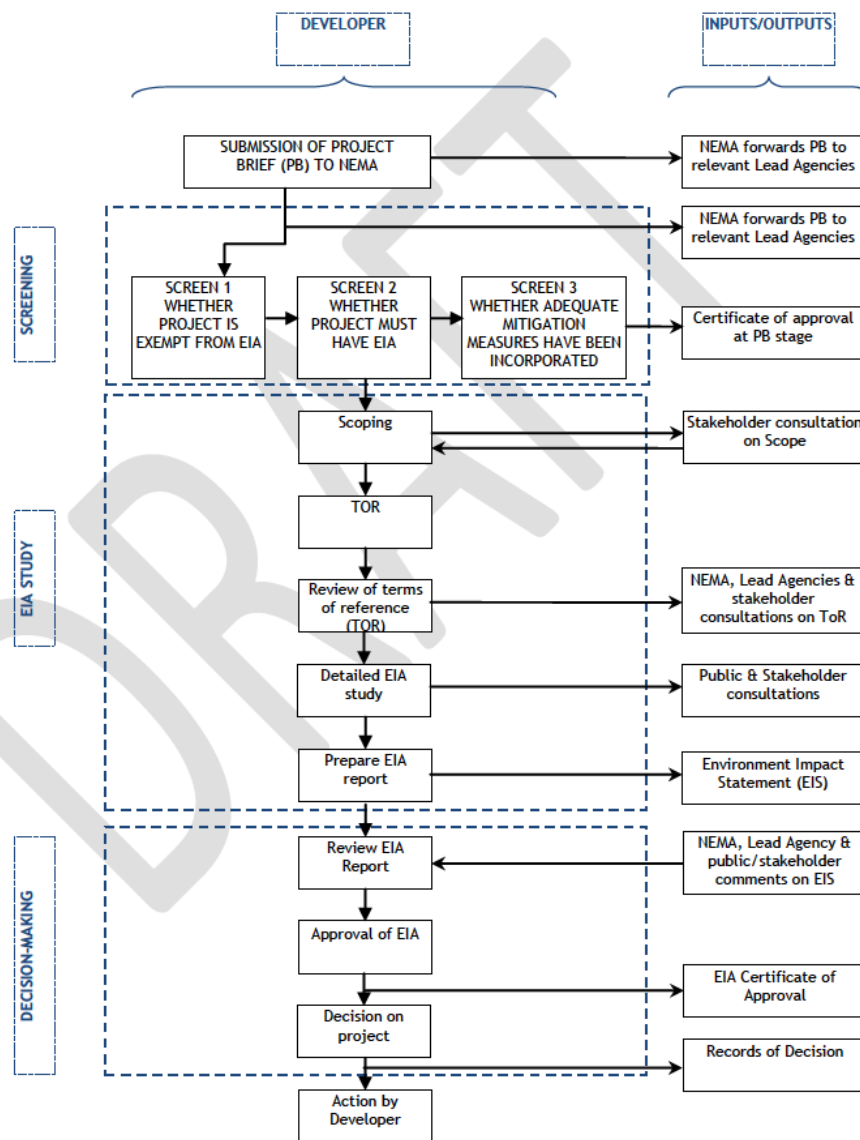 DEVELOPER
INPUTS/OUTPUTS
SUBMISSION OF PROJECT
BRIEF (PB) TO NEMA
NEMA forwards PB to
relevant Lead Agencies
NEMA forwards PB to
relevant Lead Agencies
SCREENING
SCREEN 1
WHETHER
PROJECT IS
EXEMPT FROM EIA
SCREEN 2
WHETHER
PROJECT MUST
HAVE EIA
SCREEN 3
WHETHER ADEQUATE
MITIGATION
MEASURES HAVE BEEN
INCORPORATED
Certificate of approval
at PB stage
EIA STUDY
Scoping
Stakeholder consultation
on Scope
TOR
Review of terms
of reference
(TOR)
NEMA, Lead Agencies &
stakeholder
consultations on ToR
Detailed EIA
study
Public & Stakeholder
consultations
Prepare EIA
report
Environment Impact
Statement (EIS)
DECISION-MAKING
Review EIA
Report
NEMA, Lead Agency &
public/stakeholder
comments on EIS
Approval of EIA
EIA Certificate of
Approval
Decision on
project
Records of Decision
Action by
Developer
DRAFT